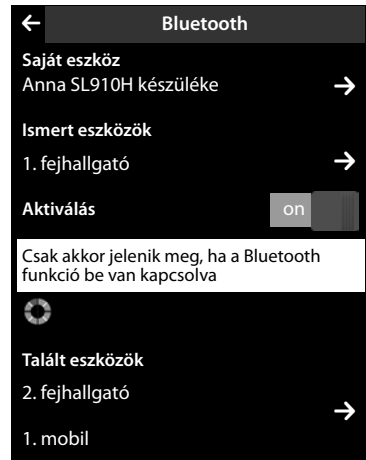 Bluetooth
Saját eszköz
Anna SL910H készüléke
Ismert eszközök
1. fejhallgató
Aktiválás
on
Csak akkor jelenik meg, ha a Bluetooth
funkció be van kapcsolva
Talált eszközök
2. fejhallgató
1. mobil